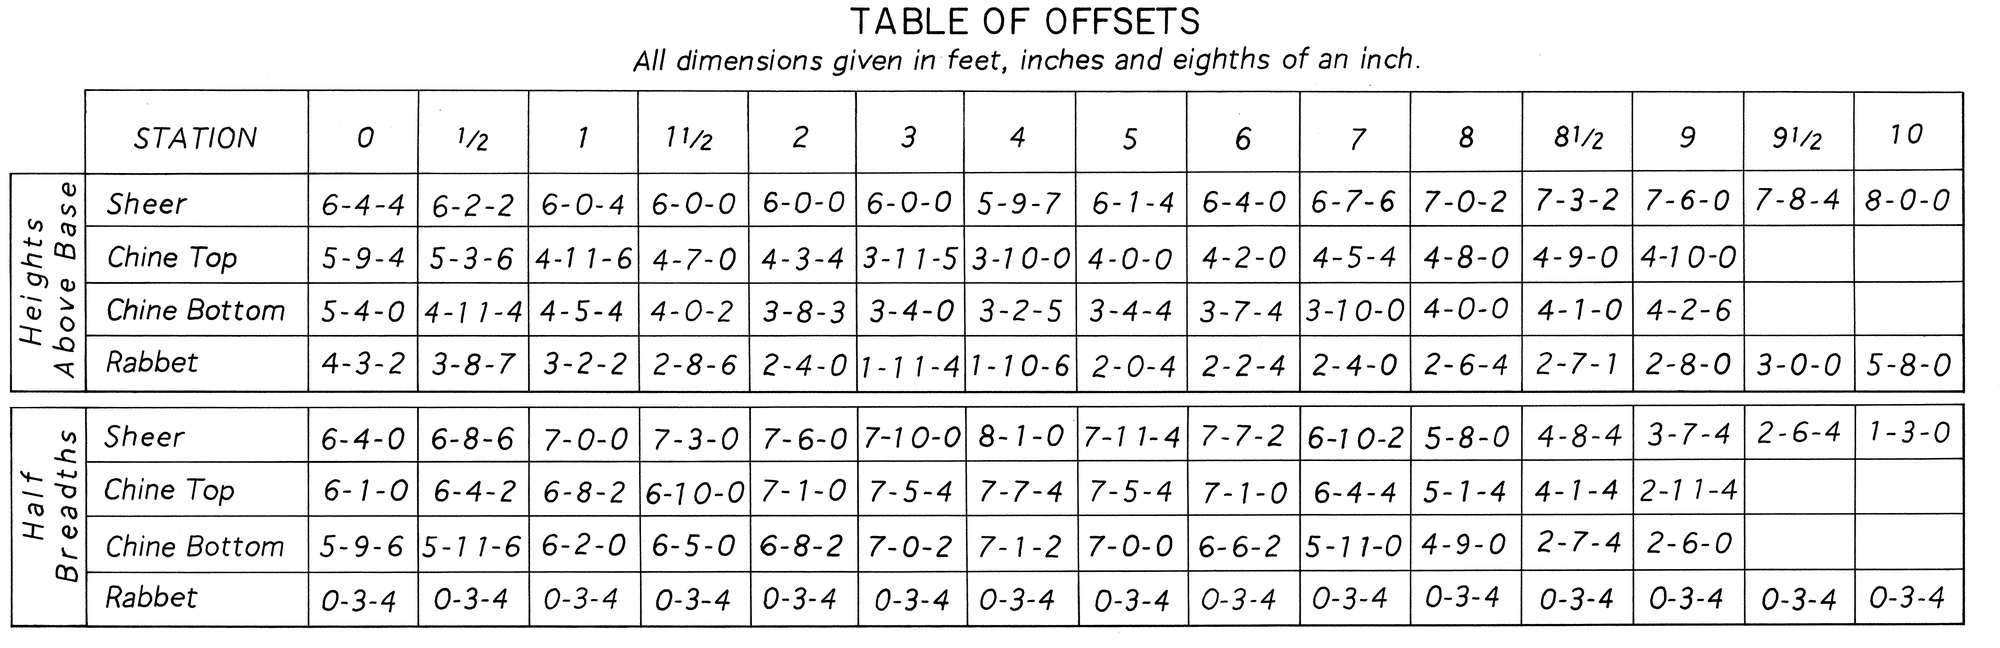 TABLE OF OFFSETS
All dimensions given in feet, inches and eighths of an inch.
STATION 0 1/2 1 1 1/2 2 3 4 5 6 7 8 8 1/2 9 9 1/2 10
Heights
Above Base
Sheer 6-4-4 6-2-2 6-0-4 6-0-0 6-0-0 6-0-0 5-9-7 6-1-4 6-4-0 6-7-6 7-0-2 7-3-2 7-6-0 7-8-4 8-0-0
Chine Top 5-9-4 5-3-6 4-11-6 4-7-0 4-3-4 3-11-5 3-10-0 4-0-0 4-2-0 4-5-4 4-8-0 4-9-0 4-10-0
Chine Bottom 5-4-0 4-11-4 4-5-4 4-0-2 3-8-3 3-4-0 3-2-5 3-4-4 3-7-4 3-10-0 4-0-0 4-1-0 4-2-6
Rabbet 4-3-2 3-8-7 3-2-2 2-8-6 2-4-0 1-11-4 1-10-6 2-0-4 2-2-4 2-4-0 2-6-4 2-7-1 2-8-0 3-0-0 5-8-0
Half
Breadths
Sheer 6-4-0 6-8-6 7-0-0 7-3-0 7-6-0 7-10-0 8-1-0 7-11-4 7-7-2 6-10-2 5-8-0 4-8-4 3-7-4 2-6-4 1-3-0
Chine Top 6-1-0 6-4-2 6-8-2 6-10-0 7-1-0 7-5-4 7-7-4 7-5-4 7-1-0 6-4-4 5-1-4 4-1-4 2-11-4
Chine Bottom 5-9-6 5-11-6 6-2-0 6-5-0 6-8-2 7-0-2 7-1-2 7-0-0 6-6-2 5-11-0 4-9-0 2-7-4 2-6-0
Rabbet 0-3-4 0-3-4 0-3-4 0-3-4 0-3-4 0-3-4 0-3-4 0-3-4 0-3-4 0-3-4 0-3-4 0-3-4 0-3-4 0-3-4 0-3-4